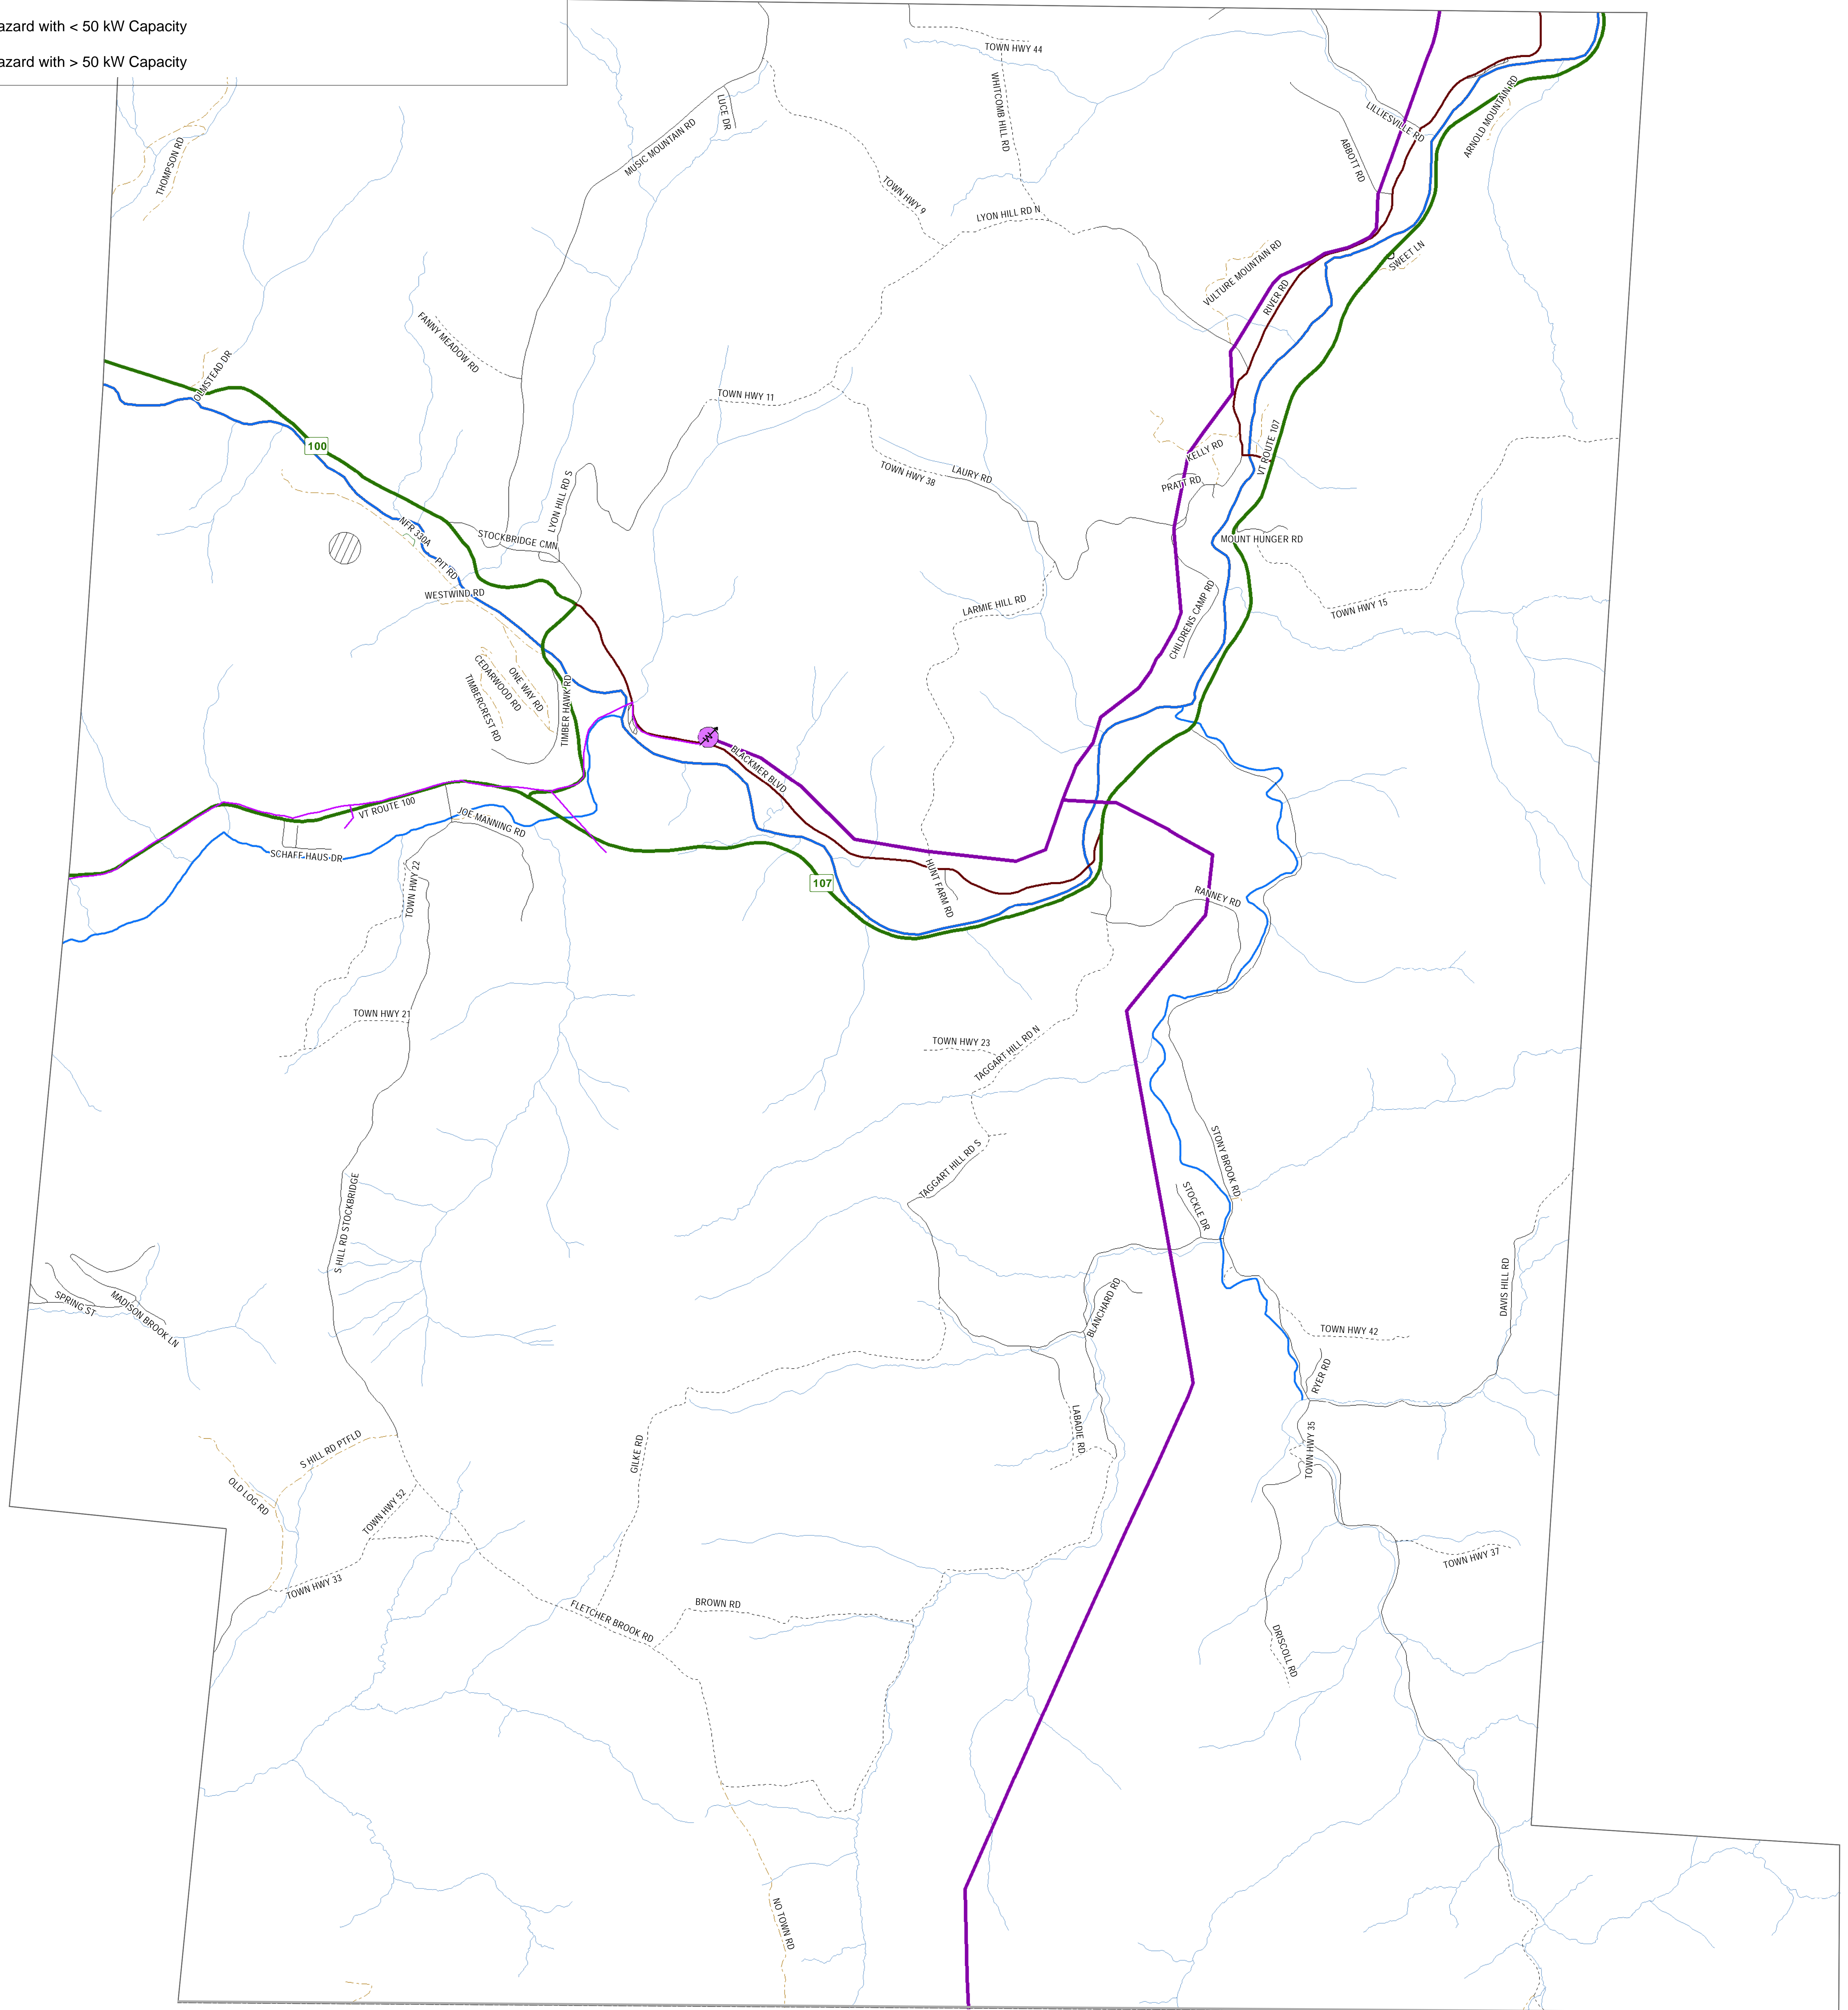 azard with < 50 kW Capacity
azard with > 50 kW Capacity
TOWN HWY 44
WHITCOMB HILL RD
LUCE DR
MUSIC MOUNTAIN RD
THOMPSON RD
LILLIESVILLE RD
ARNOLD MOUNTAIN RD
ABBOTT RD
TOWN HWY 9
LYON HILL RD N
SWEET LN
VULTURE MOUNTAIN RD
RIVER RD
FANNY MEADOW RD
OLMSTEAD DR
TOWN HWY 11
100
KELLY RD
VT ROUTE 107
LAURY RD
TOWN HWY 38
PRATT RD
LYON HILL RD S
NFR 330A
STOCKBRIDGE CMN
MOUNT HUNGER RD
PIT RD
WESTWIND RD
LARMIE HILL RD
TOWN HWY 15
CHILDRENS CAMP RD
CEDARWOOD RD
ONE WAY RD
TIMBERCREST RD
TIMBER HAWK RD
W
BLACKMER BLVD
VT ROUTE 100
JOE MANNING RD
SCHAFF HAUS DR
TOWN HWY 22
107
HUNT FARM RD
RANNEY RD
TOWN HWY 21
TOWN HWY 23
TAGGART HILL RD N
TAGGART HILL RD S
STONY BROOK RD
STOCKLE DR
S HILL RD STOCKBRIDGE
SPRING ST
MADISON BROOK LN
BLANCHARD RD
DAVIS HILL RD
TOWN HWY 42
RYER RD
LABADIE RD
TOWN HWY 35
GILKE RD
S HILL RD PTFLD
OLD LOG RD
TOWN HWY 52
TOWN HWY 33
TOWN HWY 37
FLETCHER BROOK RD
BROWN RD
DRISCOLL RD
NO TOWN RD